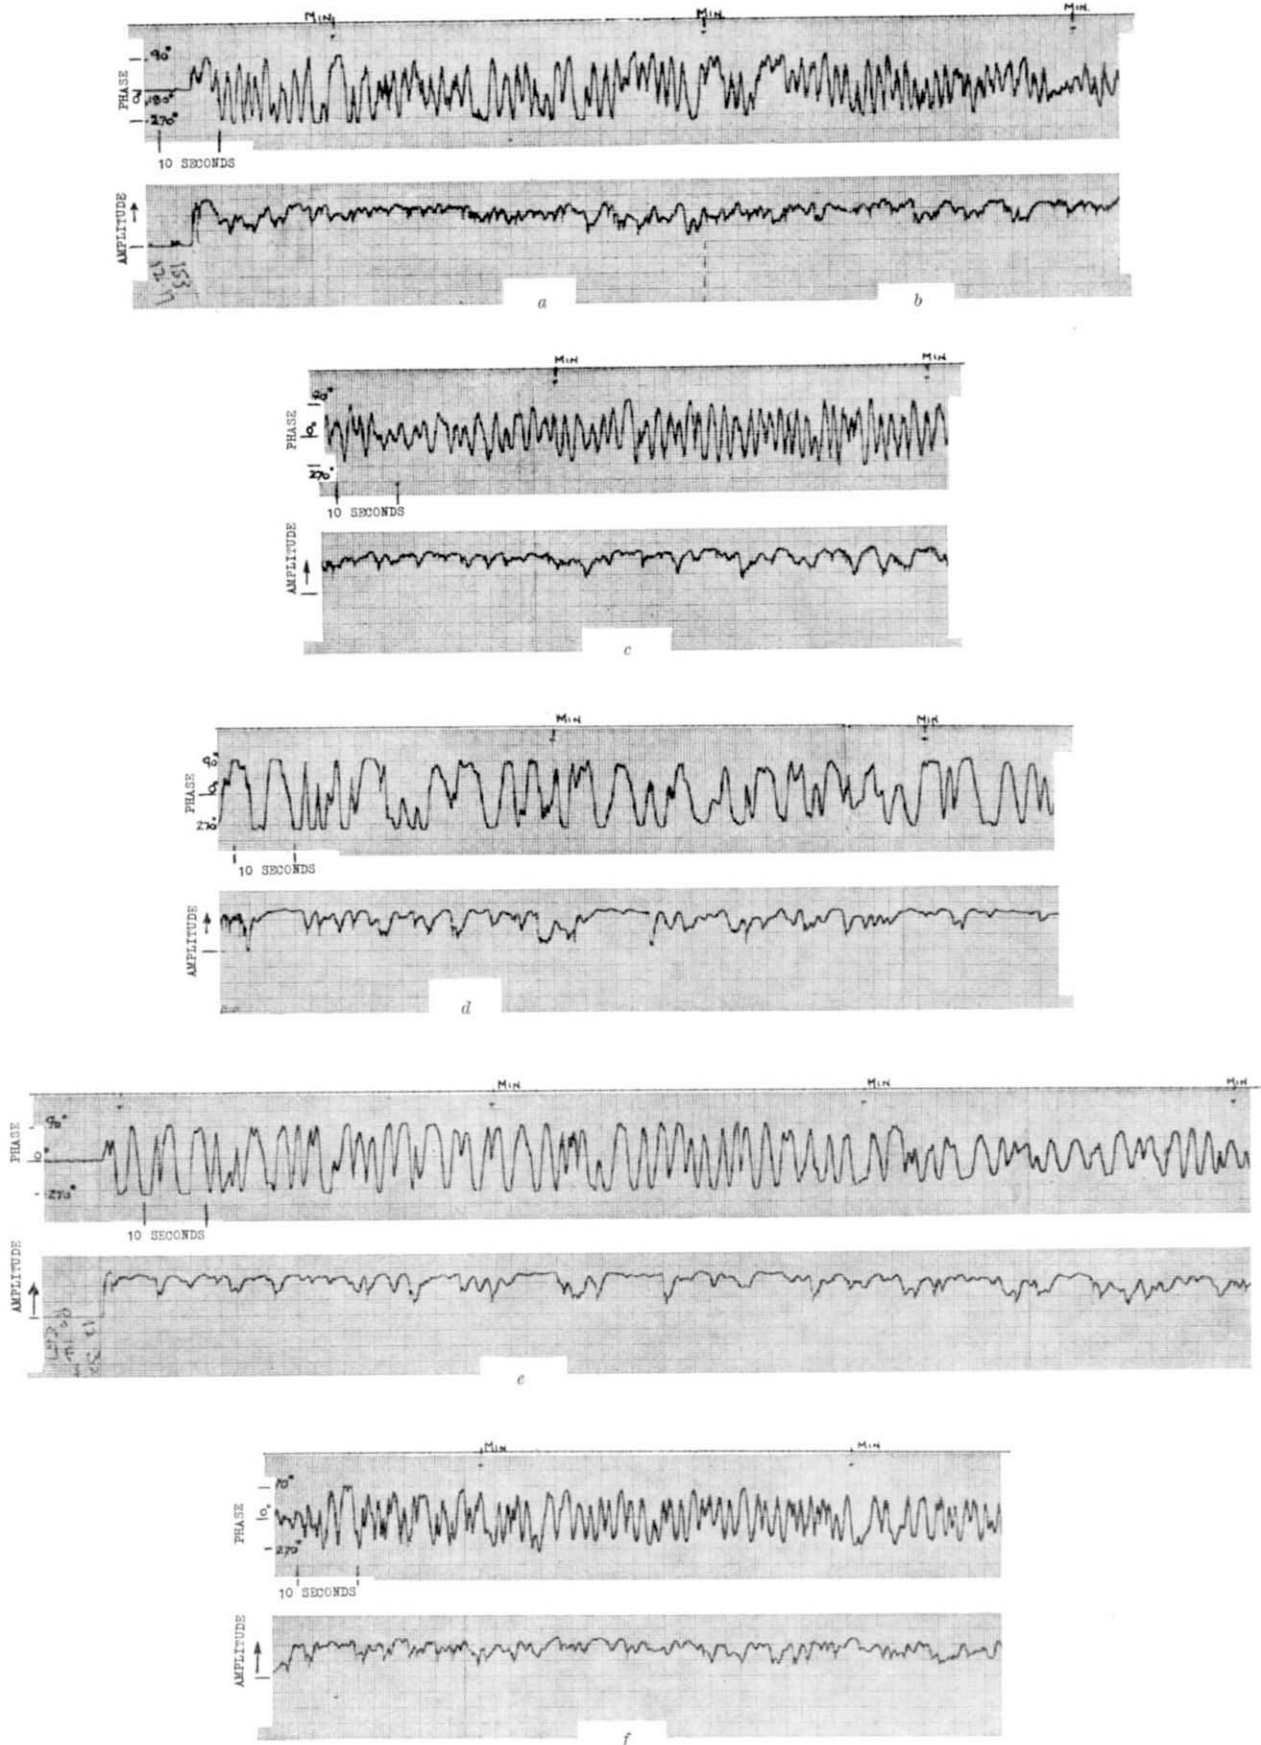 MIN. MIN. MIN.
90°
0°
180°
270°
PHASE
10 SECONDS
AMPLITUDE
153
a b
MIN MIN
90°
0°
270°
PHASE
10 SECONDS
AMPLITUDE
c
MIN MIN
90°
0°
270°
PHASE
10 SECONDS
AMPLITUDE
d
MIN MIN MIN
90°
0°
270°
PHASE
10 SECONDS
AMPLITUDE
e
MIN MIN
90°
0°
270°
PHASE
10 SECONDS
AMPLITUDE
f